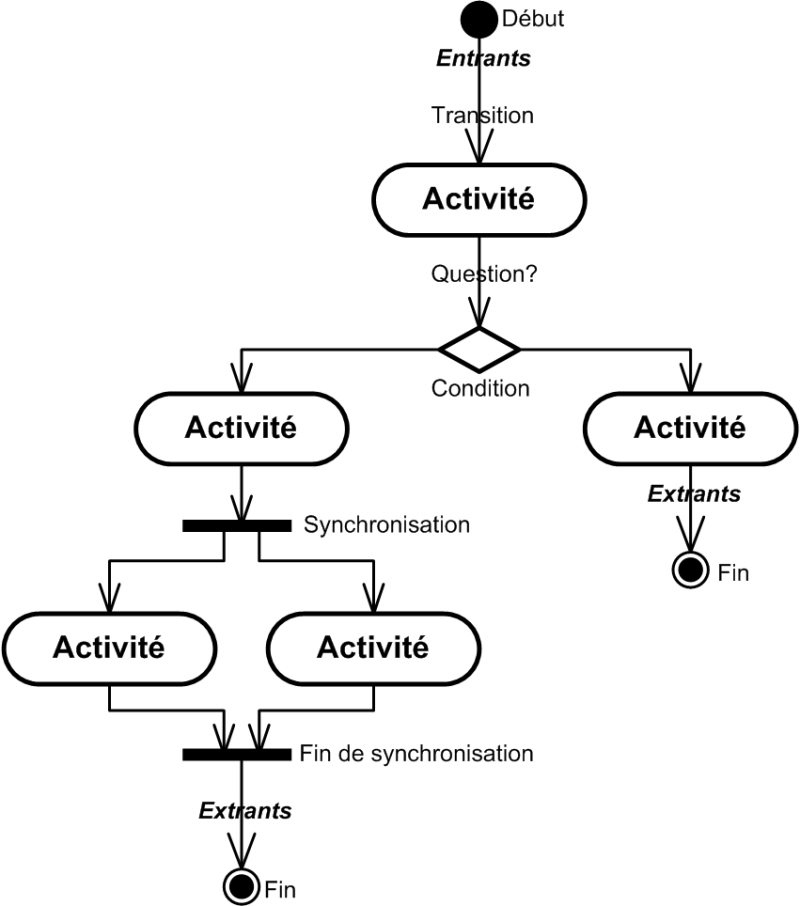 Début
Entrants
Transition
Activité
Question?
Condition
Activité
Activité
Extrants
Synchronisation
Fin
Activité
Activité
Fin de synchronisation
Extrants
Fin